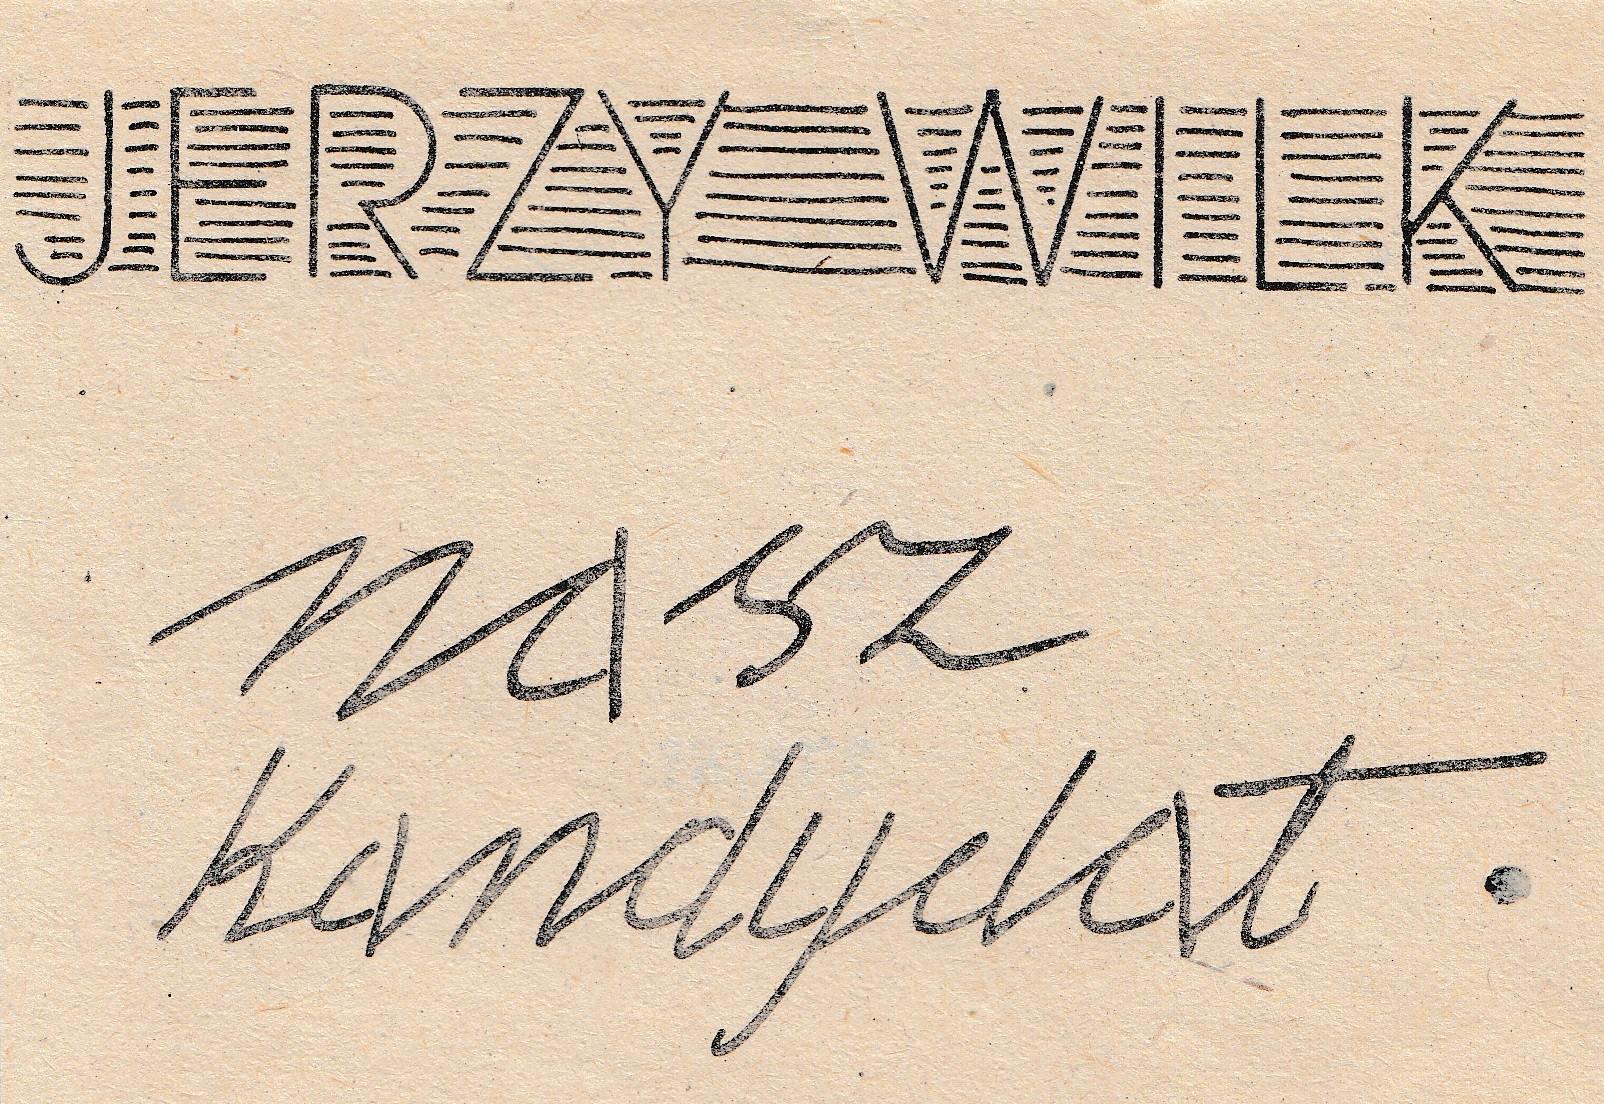 JERZY WILK
nasz
kandydat.